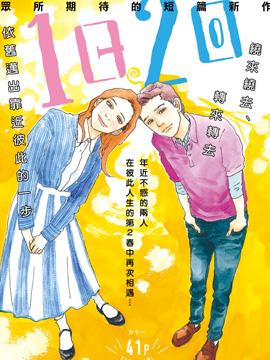 眾所期待的短篇新作
1日2回
繞來繞去、
轉來轉去
依舊邁出靠近彼此的一步
年近不惑的兩人
在彼此人生的第2春中再次相遇…
カラー
41P